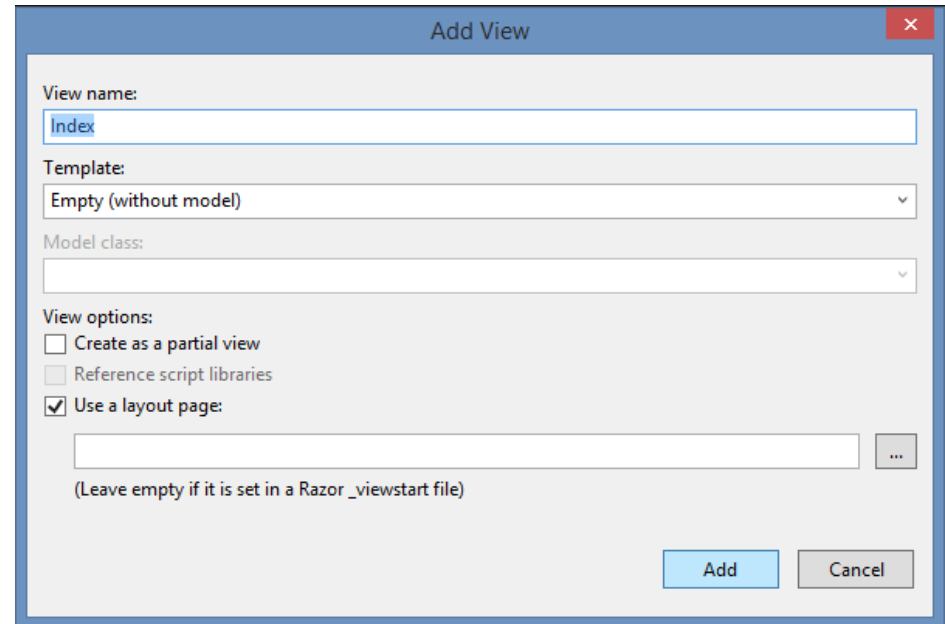 Add View
View name:
Index
Template:
Empty (without model)
Model class:
View options:
Create as a partial view
Reference script libraries
Use a layout page:
...
(Leave empty if it is set in a Razor _viewstart file)
Add Cancel